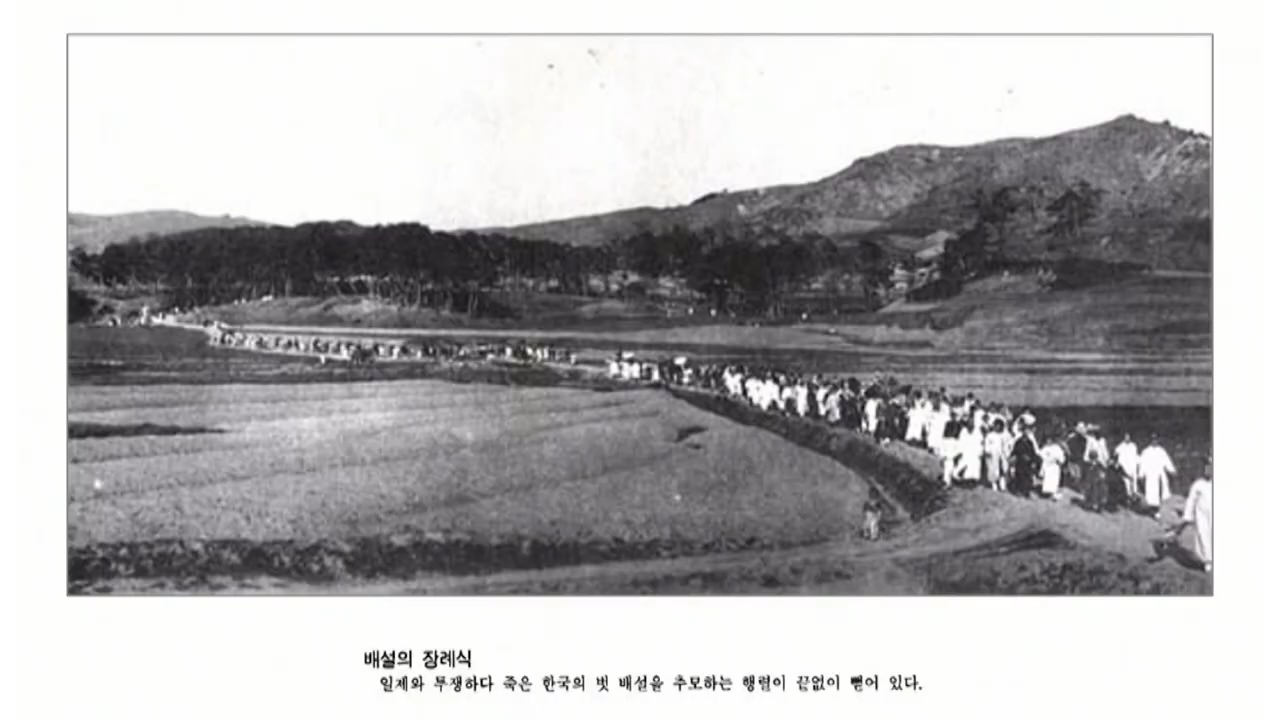 배설의 장례식
일제와 투쟁하다 죽은 한국의 벗 배설을 추모하는 행렬이 끝없이 뻗어 있다.